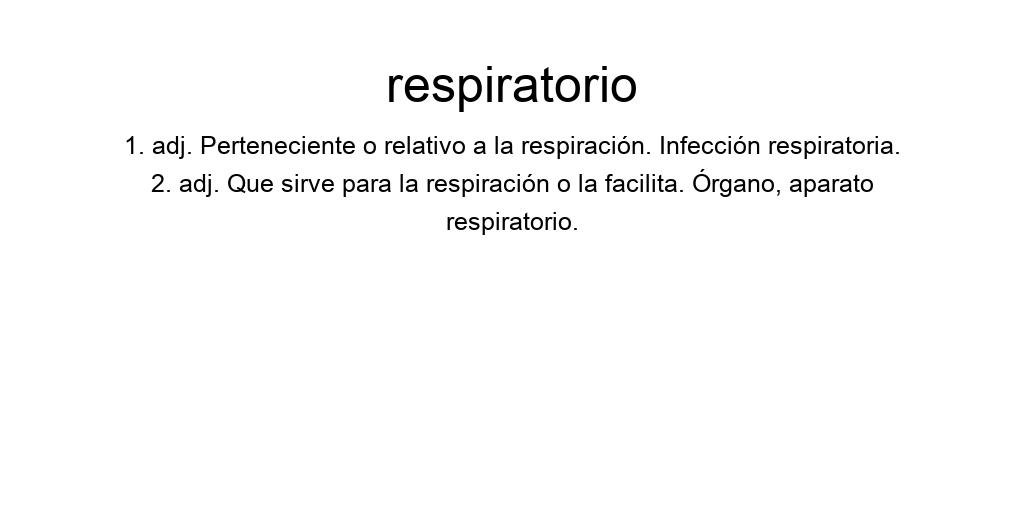 respiratorio
1. adj. Perteneciente o relativo a la respiración. Infección respiratoria.
2. adj. Que sirve para la respiración o la facilita. Órgano, aparato
respiratorio.